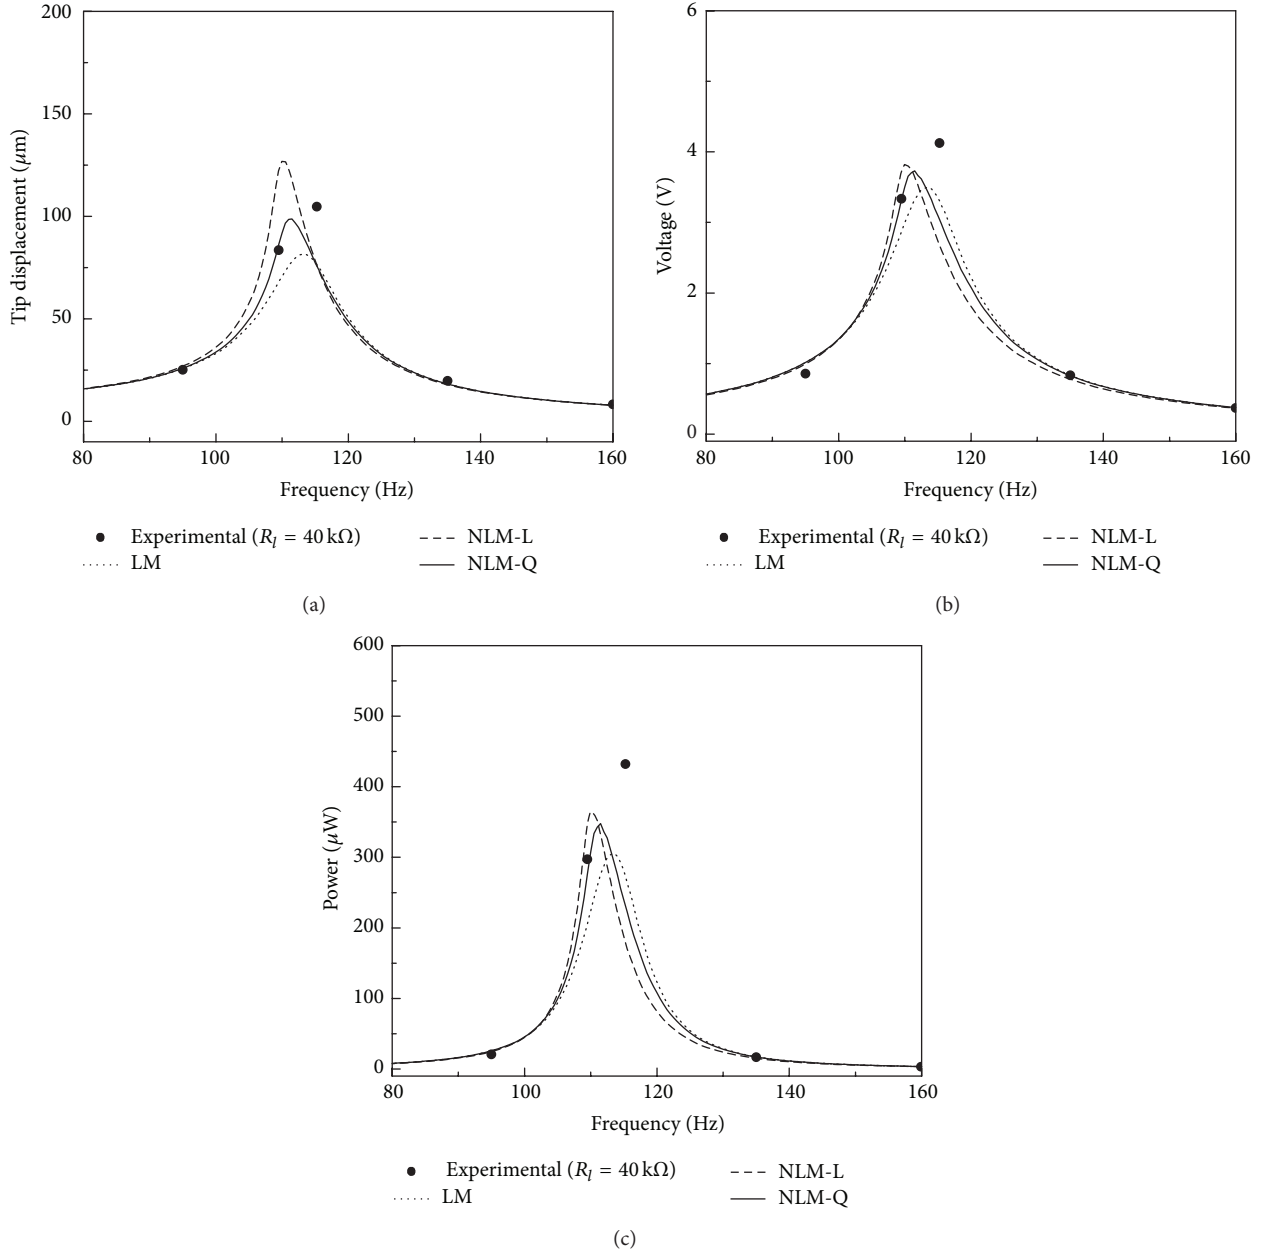 200
150
100
50
0
Tip displacement (μm)
80
100
120
140
160
Frequency (Hz)
Experimental (R_l = 40 kΩ)
LM
NLM-L
NLM-Q
(a)
6
4
2
0
Voltage (V)
80
100
120
140
160
Frequency (Hz)
Experimental (R_l = 40 kΩ)
LM
NLM-L
NLM-Q
(b)
600
500
400
300
200
100
0
Power (μW)
80
100
120
140
160
Frequency (Hz)
Experimental (R_l = 40 kΩ)
LM
NLM-L
NLM-Q
(c)